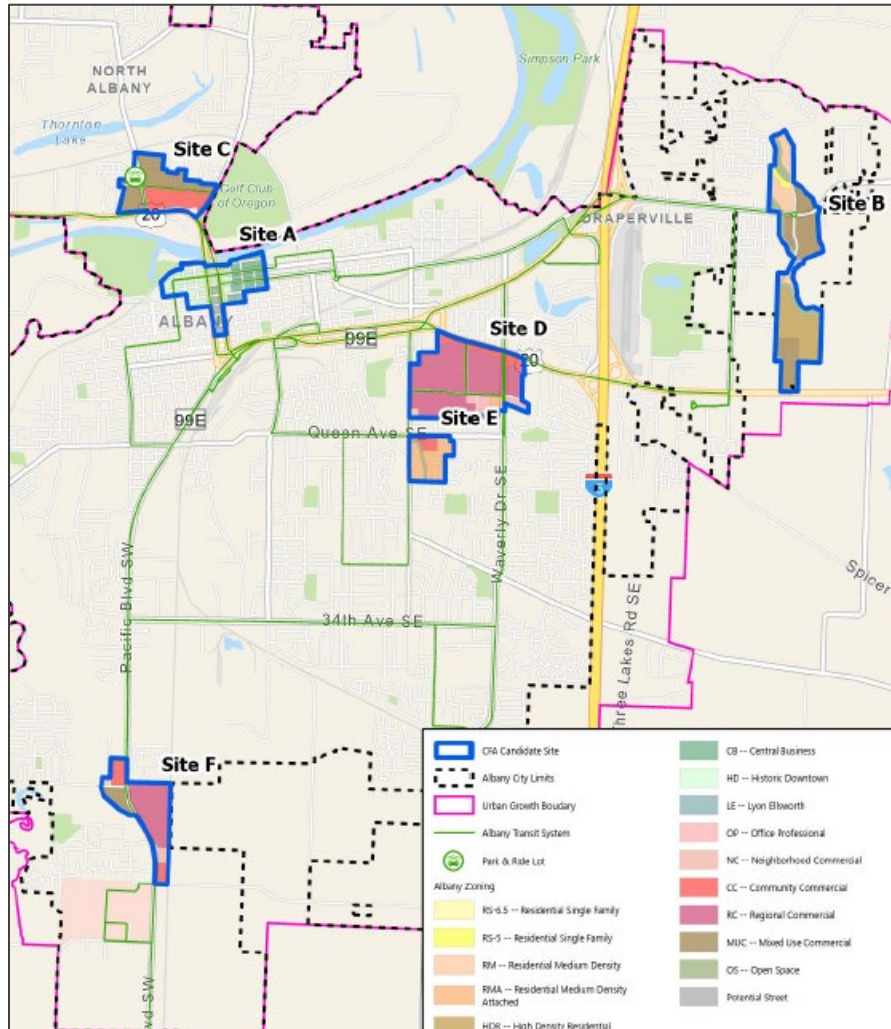 NORTH
ALBANY
Simpson Park
Thornton
Lake
Site C
Golf Club
of Oregon
20
Site A
DRAPERVILLE
Site B
ALBANY
99E
Site D
20
99E
Site E
Queen Ave SE
Waverly Dr SE
Pacific Blvd SW
Spicer
34th Ave SE
Three Lakes Rd SE
Site F
vd SW
CFA Candidate Site
Albany City Limits
Urban Growth Boudary
Albany Transit System
Park & Ride Lot
Albany Zoning
RS-6.5 -- Residential Single Family
RS-5 -- Residential Single Family
RM -- Residential Medium Density
RMA -- Residential Medium Density
Attached
HDR -- High Density Residential
CB -- Central Business
HD -- Historic Downtown
LE -- Lyon Ellsworth
OP -- Office Professional
NC -- Neighborhood Commercial
CC -- Community Commercial
RC -- Regional Commercial
MUC -- Mixed Use Commercial
OS -- Open Space
Potential Street